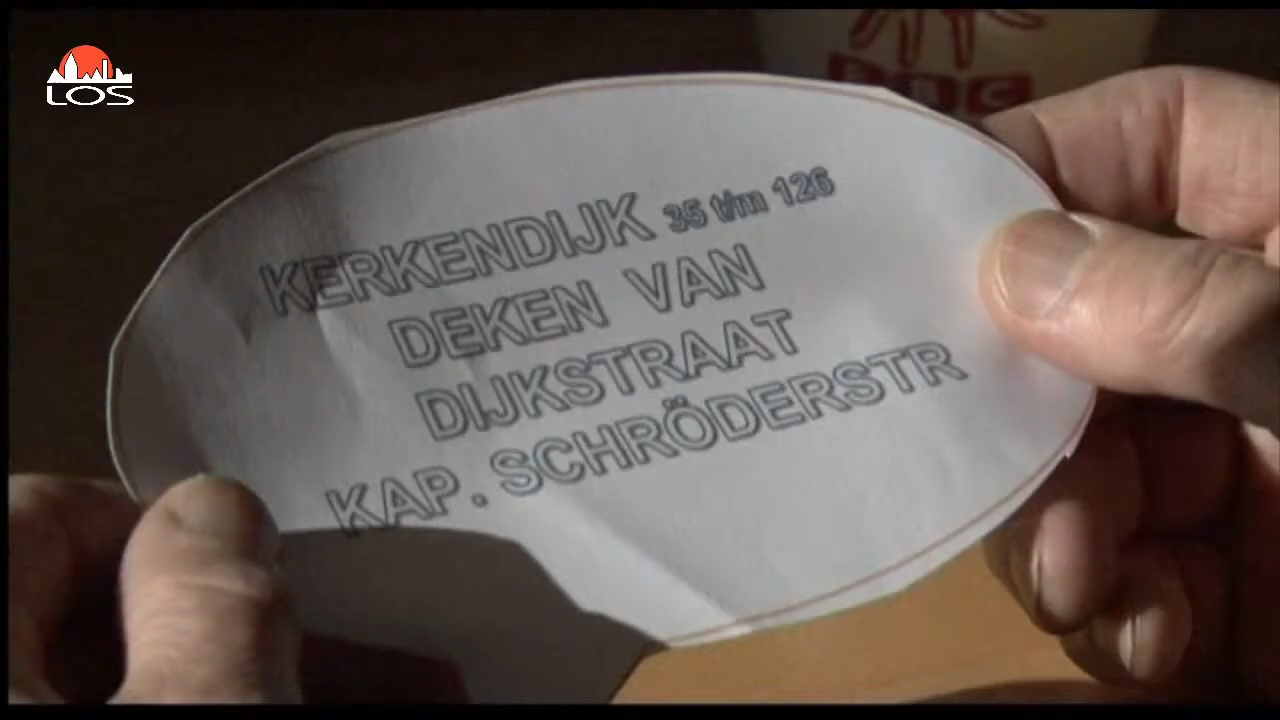 LOS
KERKENDIJK 35 t/m 126
DEKEN VAN
DIJKSTRAAT
KAP. SCHRÖDERSTR